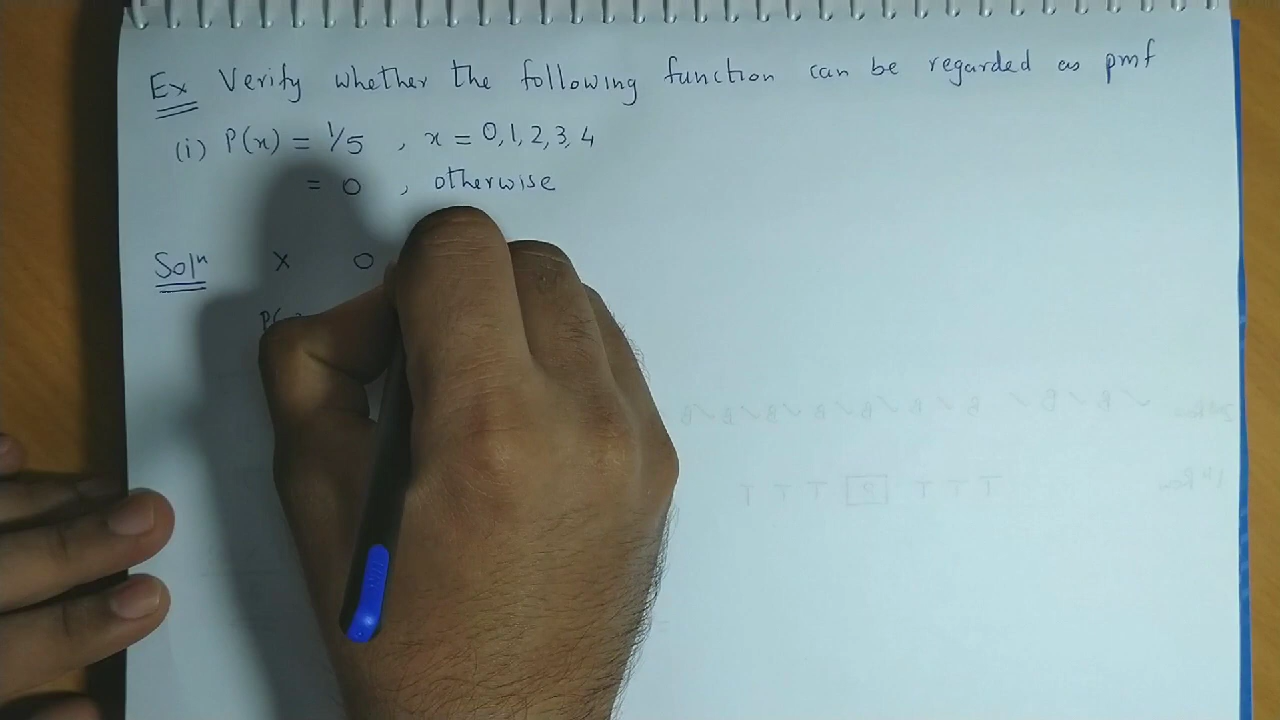 Ex Verify whether the following function can be regarded as pmf
(i) P(x) = 1/5 , x = 0,1,2,3,4
= 0 , otherwise
Solⁿ X 0
P(